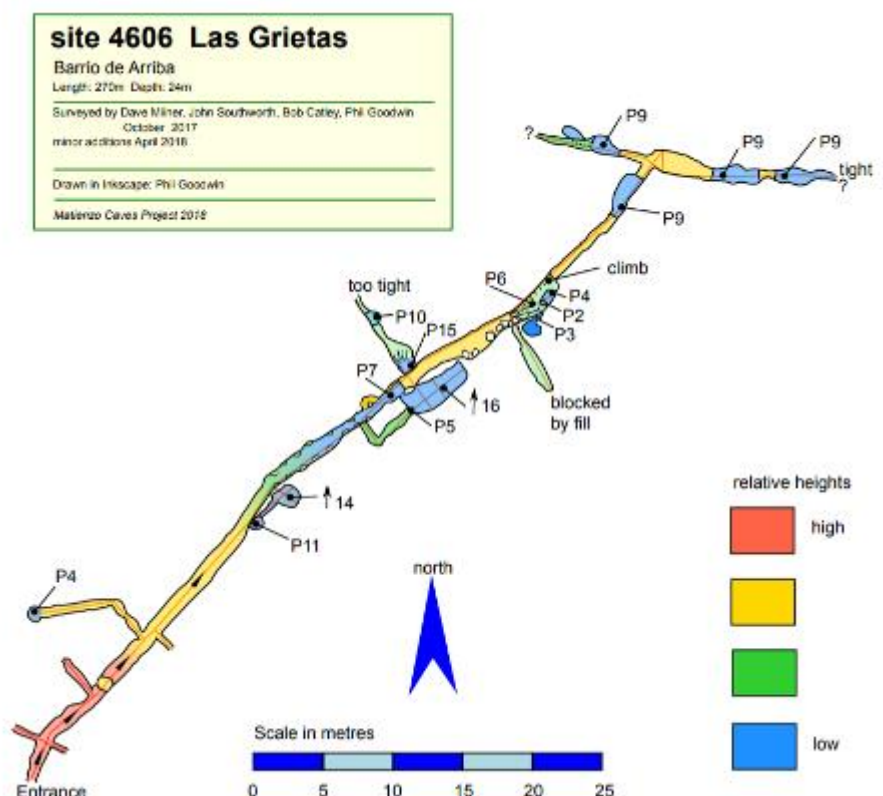 site 4606 Las Grietas
Barrio de Arriba
Length: 270m Depth: 24m
Surveyed by Dave Milner, John Southworth, Bob Catley, Phil Goodwin
October 2017
minor additions April 2018
Drawn in Inkscape: Phil Goodwin
Matienzo Caves Project 2018
?
P9
P9
P9
tight
?
P9
climb
P6
P4
P2
P3
too tight
P10
P15
P7
16
P5
blocked
by fill
14
P11
P4
relative heights
high
low
north
Scale in metres
0 5 10 15 20 25
Entrance